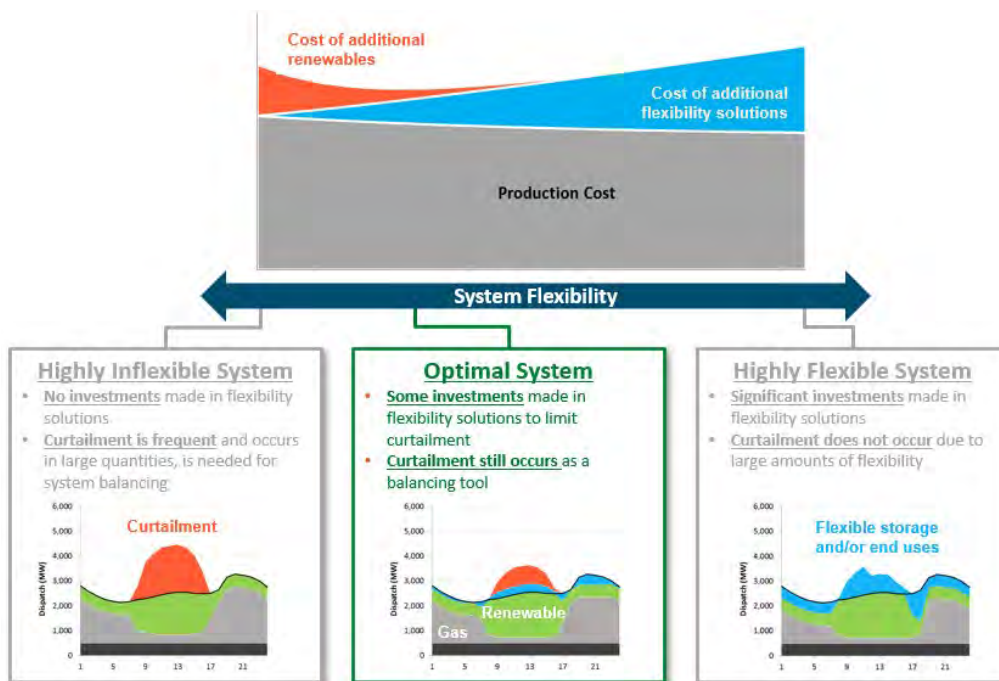 Cost of additional
renewables
Cost of additional
flexibility solutions
Production Cost
System Flexibility
Highly Inflexible System
• No investments made in flexibility
solutions
• Curtailment is frequent and occurs
in large quantities, is needed for
system balancing
6,000
5,000
4,000
3,000
2,000
1,000
0
Dispatch (MW)
Curtailment
1 5 9 13 17 21
Optimal System
• Some investments made in
flexibility solutions to limit
curtailment
• Curtailment still occurs as a
balancing tool
6,000
5,000
4,000
3,000
2,000
1,000
0
Dispatch (MW)
Renewable
Gas
1 5 9 13 17 21
Highly Flexible System
• Significant investments made in
flexibility solutions
• Curtailment does not occur due to
large amounts of flexibility
6,000
5,000
4,000
3,000
2,000
1,000
0
Dispatch (MW)
Flexible storage
and/or end uses
1 5 9 13 17 21